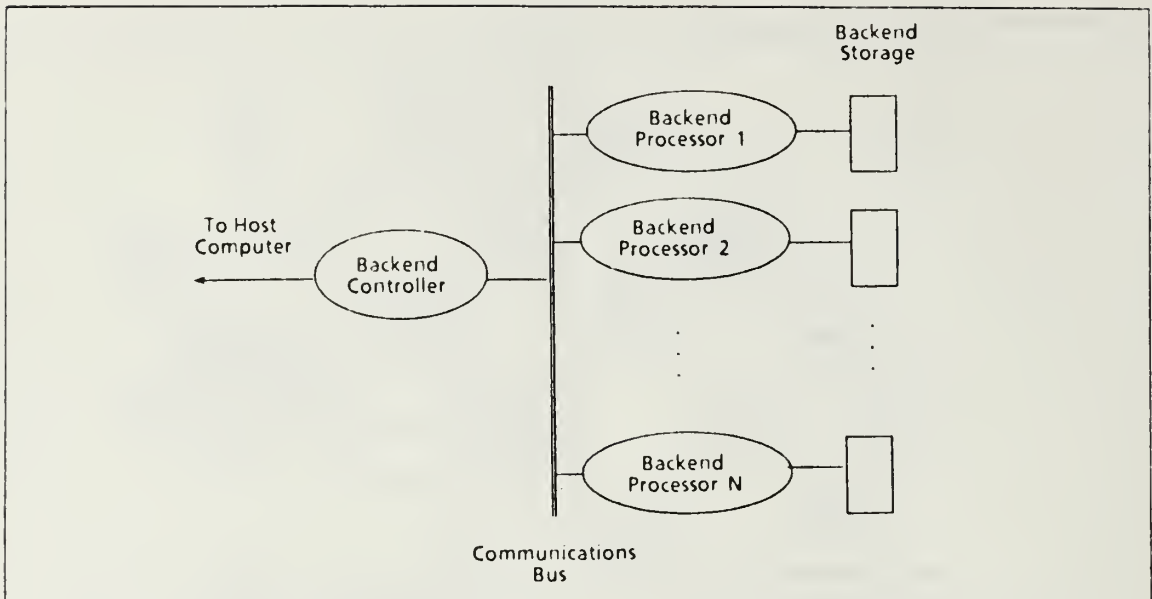 Backend
Storage
Backend
Processor 1
To Host
Computer
Backend
Processor 2
Backend
Controller
Backend
Processor N
Communications
Bus